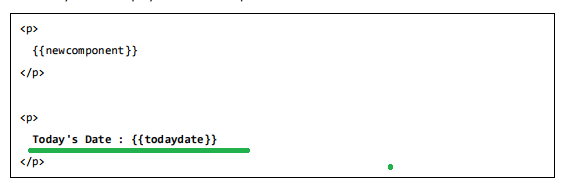 <p>
{{newcomponent}}
</p>
<p>
Today's Date : {{todaydate}}
</p>